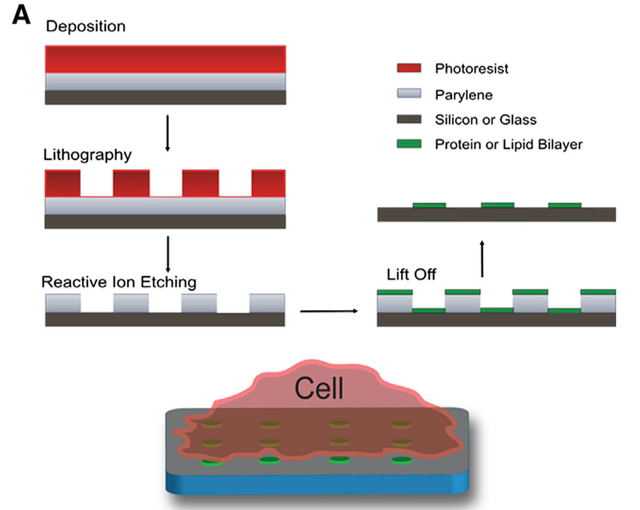 A
Deposition
Photoresist
Parylene
Silicon or Glass
Protein or Lipid Bilayer
Lithography
Reactive Ion Etching
Lift Off
Cell